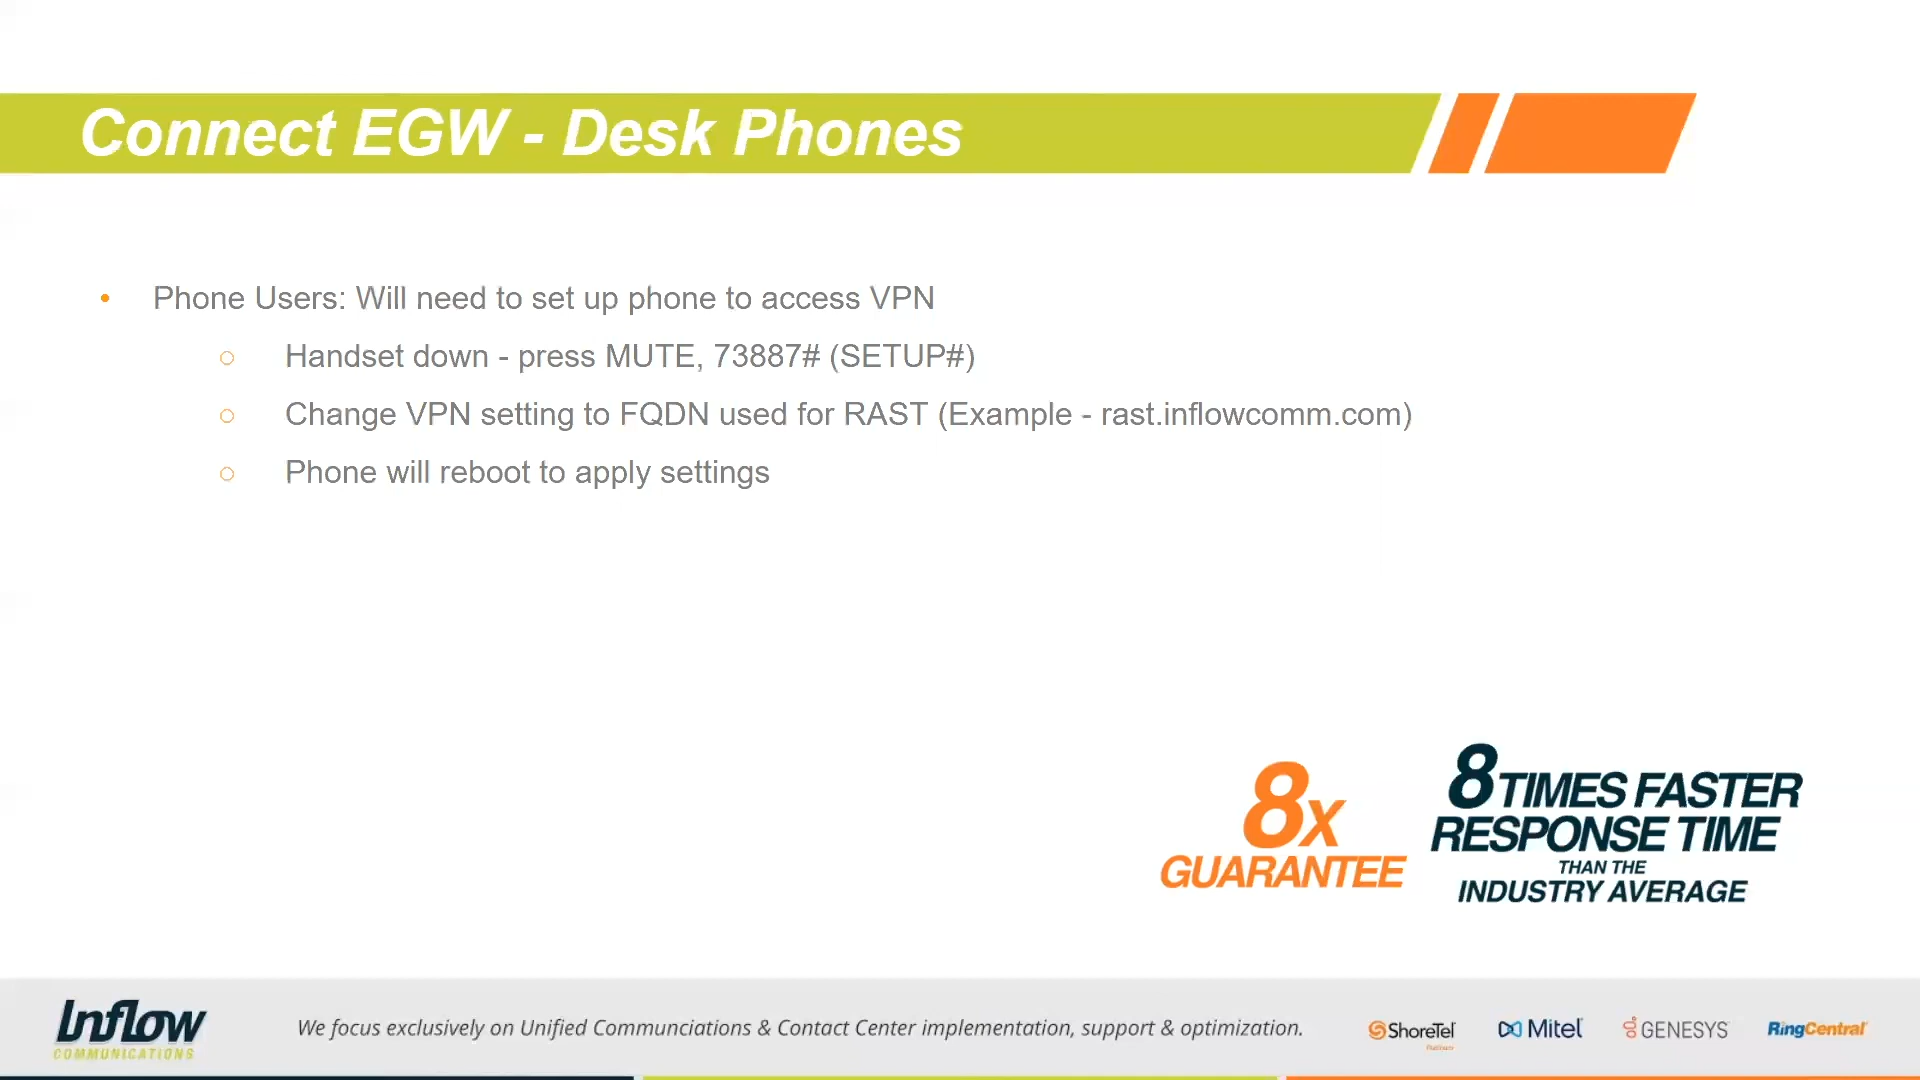 Connect EGW - Desk Phones
• Phone Users: Will need to set up phone to access VPN
○ Handset down - press MUTE, 73887# (SETUP#)
○ Change VPN setting to FQDN used for RAST (Example - rast.inflowcomm.com)
○ Phone will reboot to apply settings
8x
GUARANTEE
8 TIMES FASTER
RESPONSE TIME
THAN THE
INDUSTRY AVERAGE
Inflow
COMMUNICATIONS
We focus exclusively on Unified Communciations & Contact Center implementation, support & optimization.
ShoreTel
Mitel
GENESYS
RingCentral